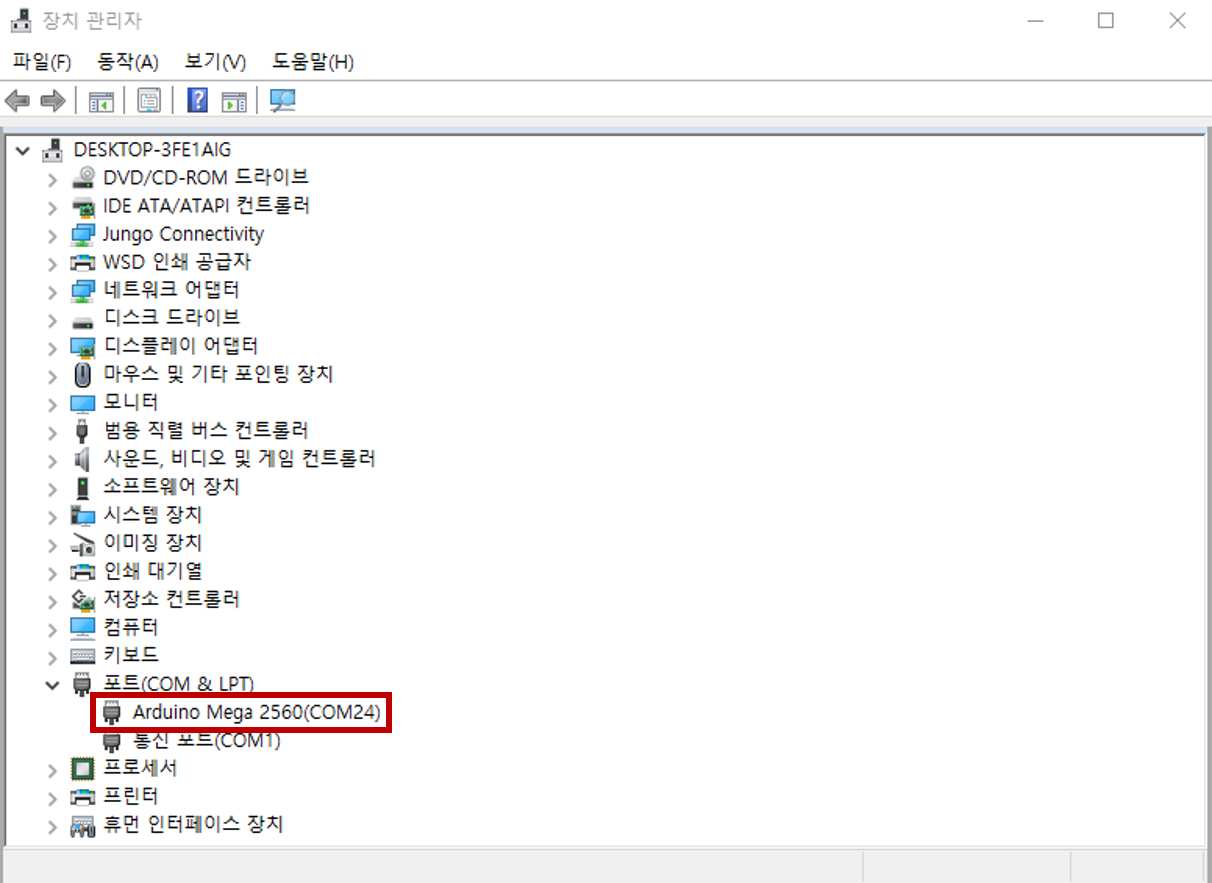 장치 관리자
파일(F) 동작(A) 보기(V) 도움말(H)
DESKTOP-3FE1AIG
DVD/CD-ROM 드라이브
IDE ATA/ATAPI 컨트롤러
Jungo Connectivity
WSD 인쇄 공급자
네트워크 어댑터
디스크 드라이브
디스플레이 어댑터
마우스 및 기타 포인팅 장치
모니터
범용 직렬 버스 컨트롤러
사운드, 비디오 및 게임 컨트롤러
소프트웨어 장치
시스템 장치
이미징 장치
인쇄 대기열
저장소 컨트롤러
컴퓨터
키보드
포트(COM & LPT)
Arduino Mega 2560(COM24)
통신 포트(COM1)
프로세서
프린터
휴먼 인터페이스 장치